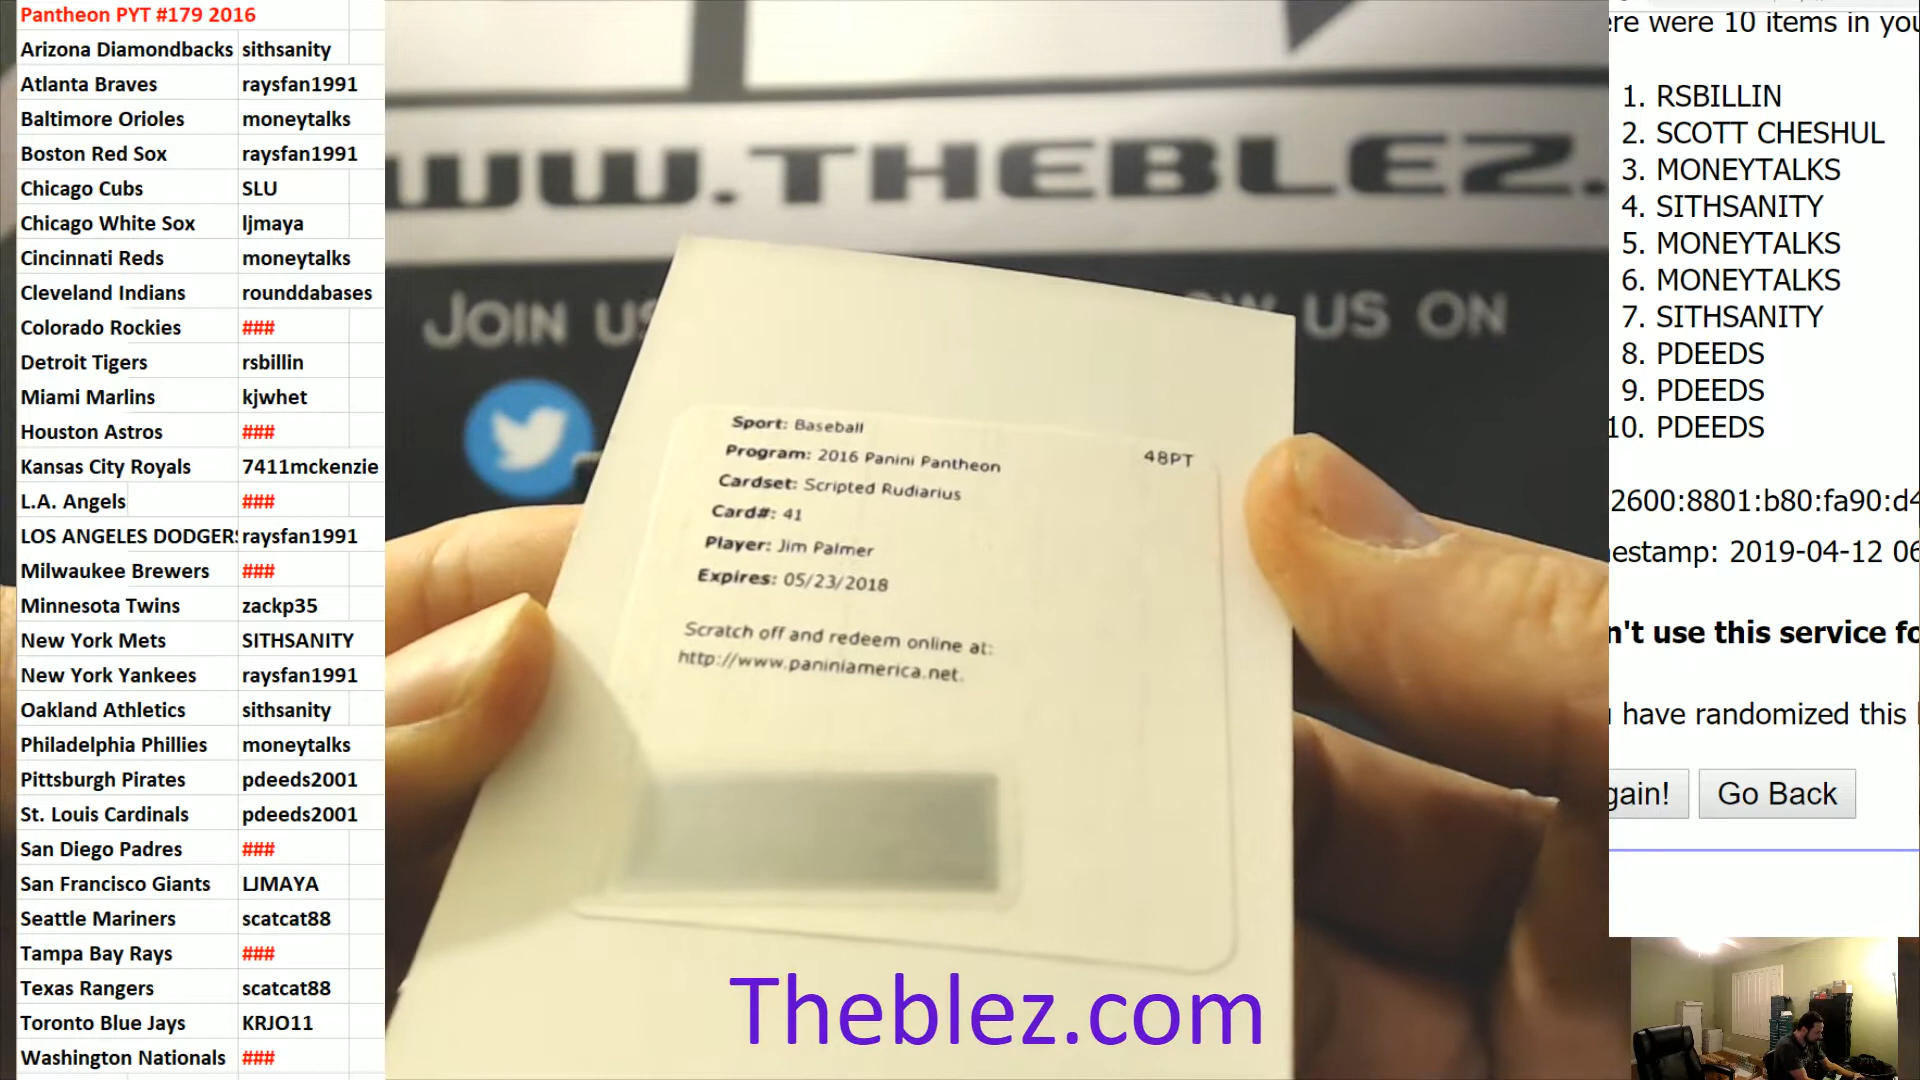 Pantheon PYT #179 2016
Arizona Diamondbacks sithsanity
Atlanta Braves raysfan1991
Baltimore Orioles moneytalks
Boston Red Sox raysfan1991
Chicago Cubs SLU
Chicago White Sox ljmaya
Cincinnati Reds moneytalks
Cleveland Indians rounddabases
Colorado Rockies ###
Detroit Tigers rsbillin
Miami Marlins kjwhet
Houston Astros ###
Kansas City Royals 7411mckenzie
L.A. Angels ###
LOS ANGELES DODGERS raysfan1991
Milwaukee Brewers ###
Minnesota Twins zackp35
New York Mets SITHSANITY
New York Yankees raysfan1991
Oakland Athletics sithsanity
Philadelphia Phillies moneytalks
Pittsburgh Pirates pdeeds2001
St. Louis Cardinals pdeeds2001
San Diego Padres ###
San Francisco Giants LJMAYA
Seattle Mariners scatcat88
Tampa Bay Rays ###
Texas Rangers scatcat88
Toronto Blue Jays KRJO11
Washington Nationals ###
WW.THEBLEZ.
JOIN US
OW US ON
Sport: Baseball
Program: 2016 Panini Pantheon
48PT
Cardset: Scripted Rudiarius
Card#: 41
Player: Jim Palmer
Expires: 05/23/2018
Scratch off and redeem online at:
http://www.paniniamerica.net.
Theblez.com
ere were 10 items in you
1. RSBILLIN
2. SCOTT CHESHUL
3. MONEYTALKS
4. SITHSANITY
5. MONEYTALKS
6. MONEYTALKS
7. SITHSANITY
8. PDEEDS
9. PDEEDS
10. PDEEDS
2600:8801:b80:fa90:d4
estamp: 2019-04-12 06
n't use this service fo
have randomized this
gain! Go Back